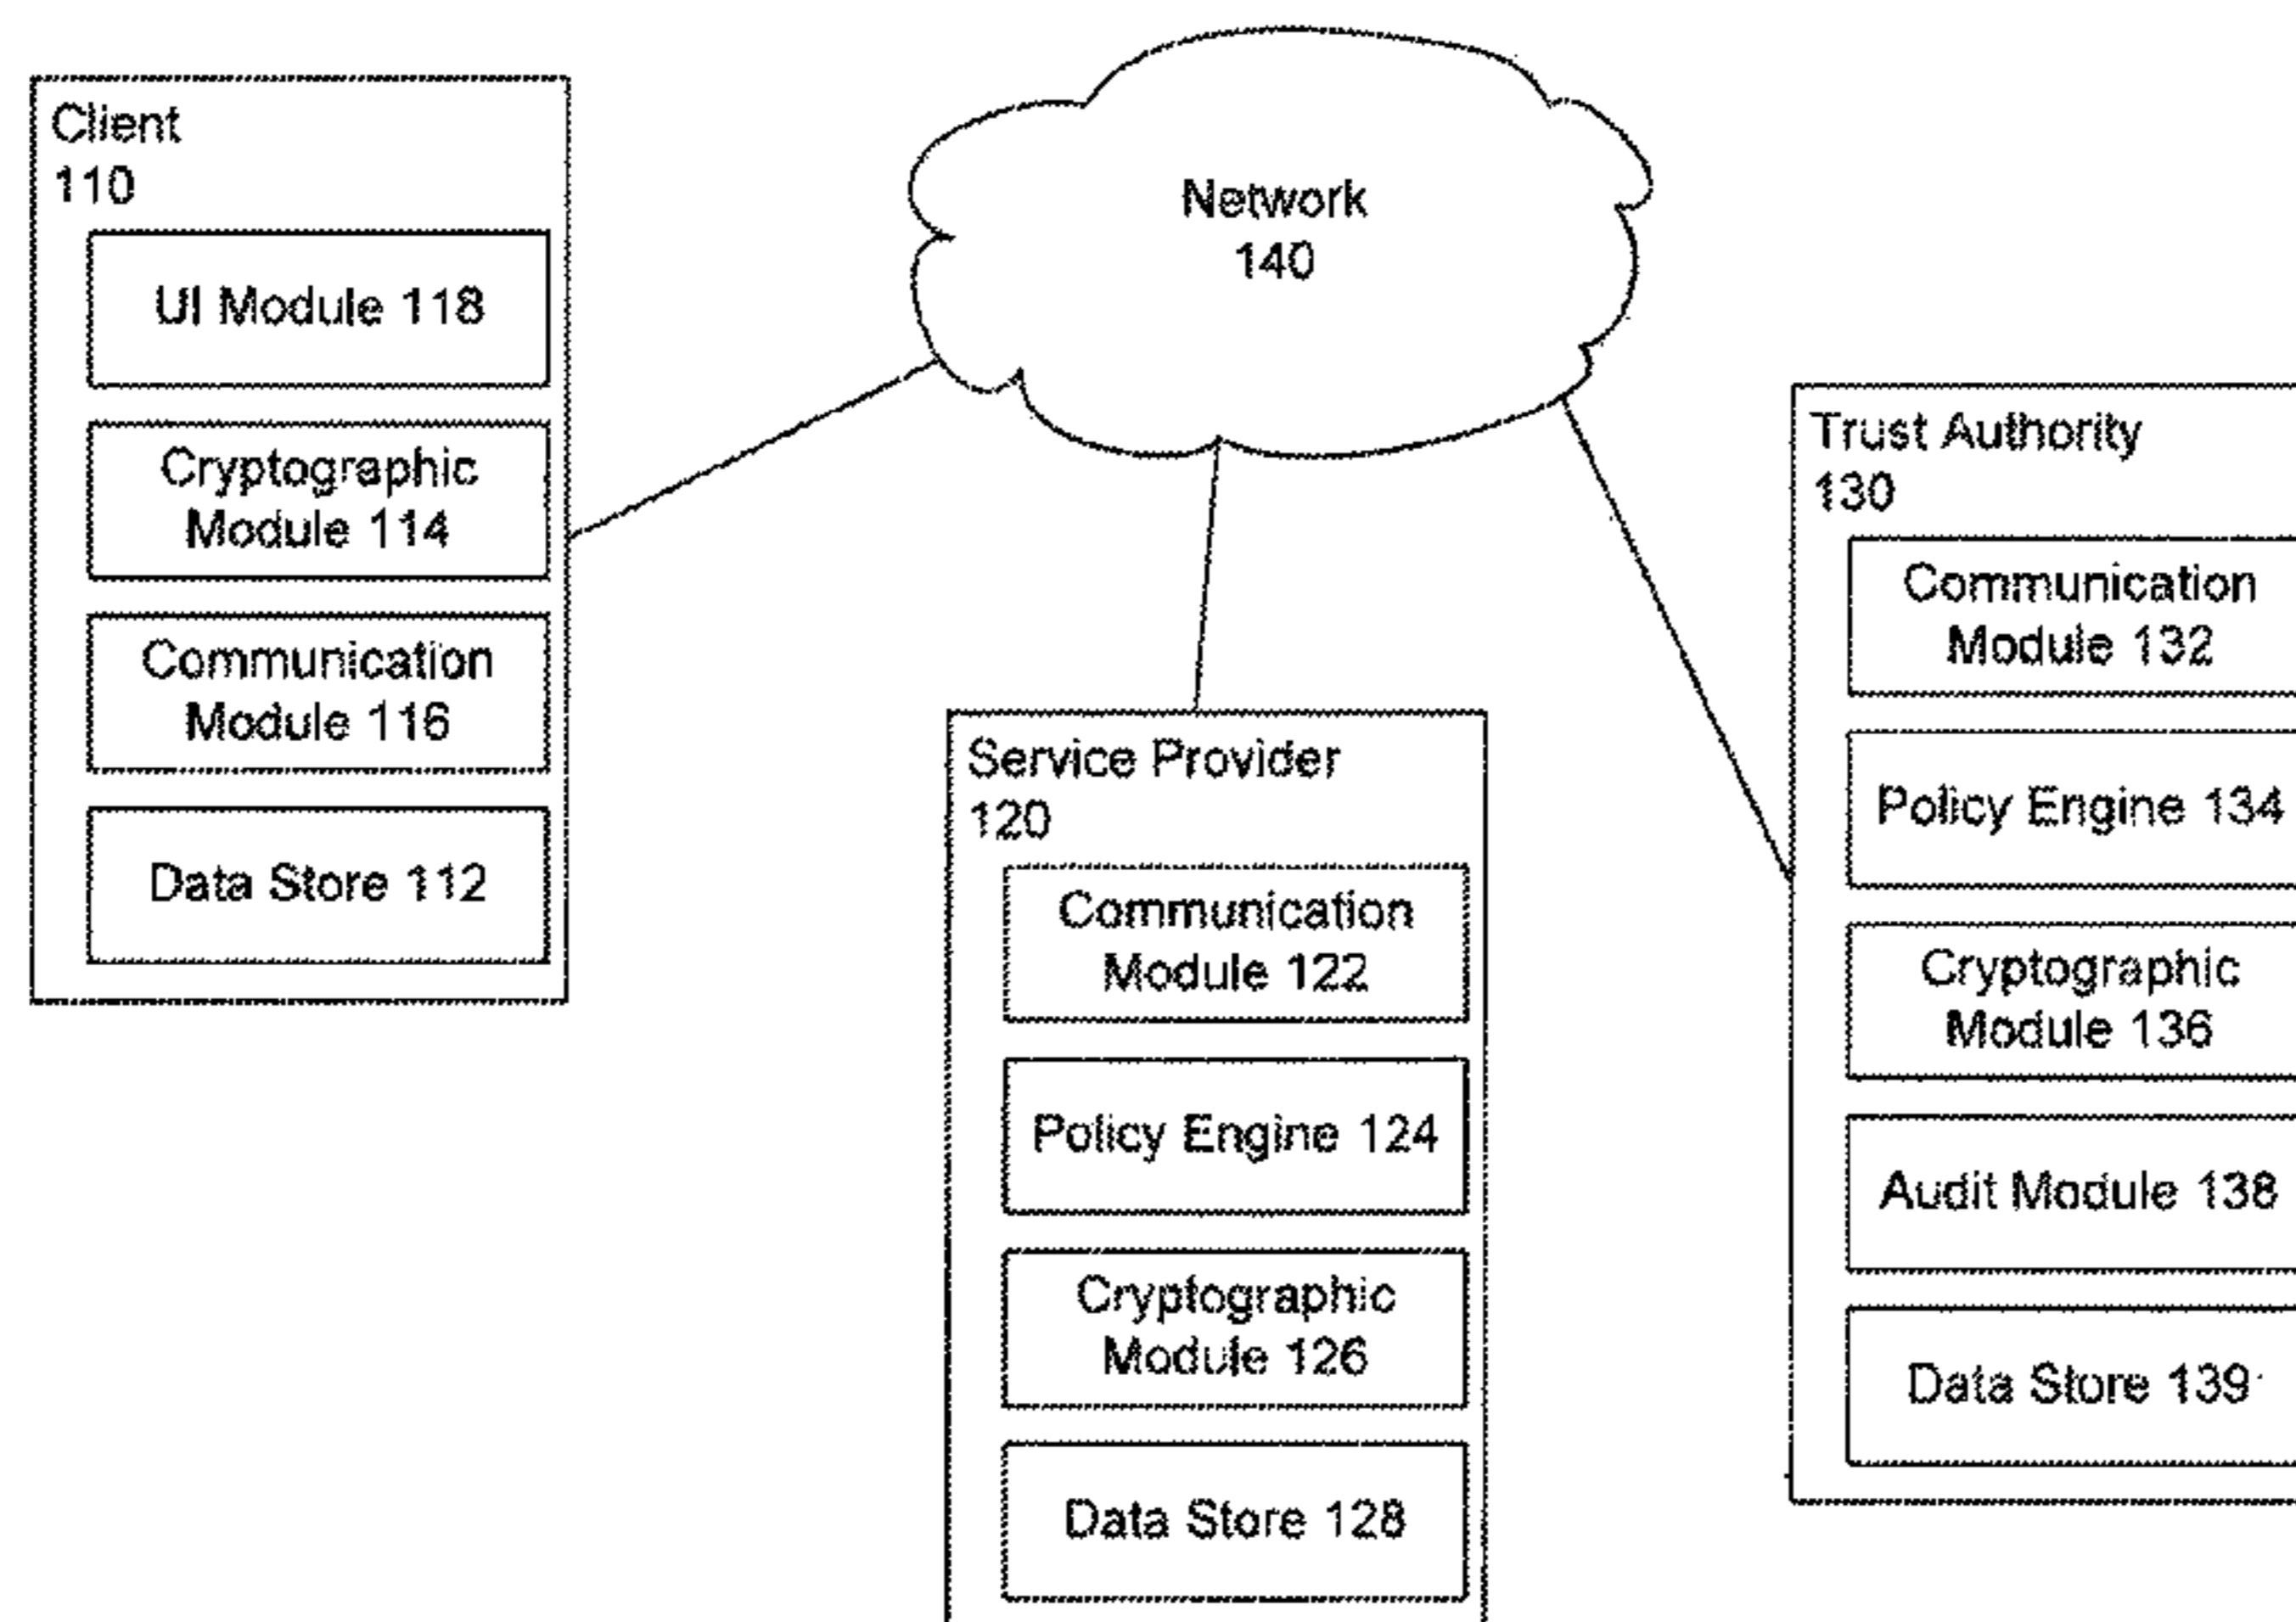 Client
110
UI Module 118
Cryptographic
Module 114
Communication
Module 116
Data Store 112
Network
140
Service Provider
120
Communication
Module 122
Policy Engine 124
Cryptographic
Module 126
Data Store 128
Trust Authority
130
Communication
Module 132
Policy Engine 134
Cryptographic
Module 136
Audit Module 138
Data Store 139